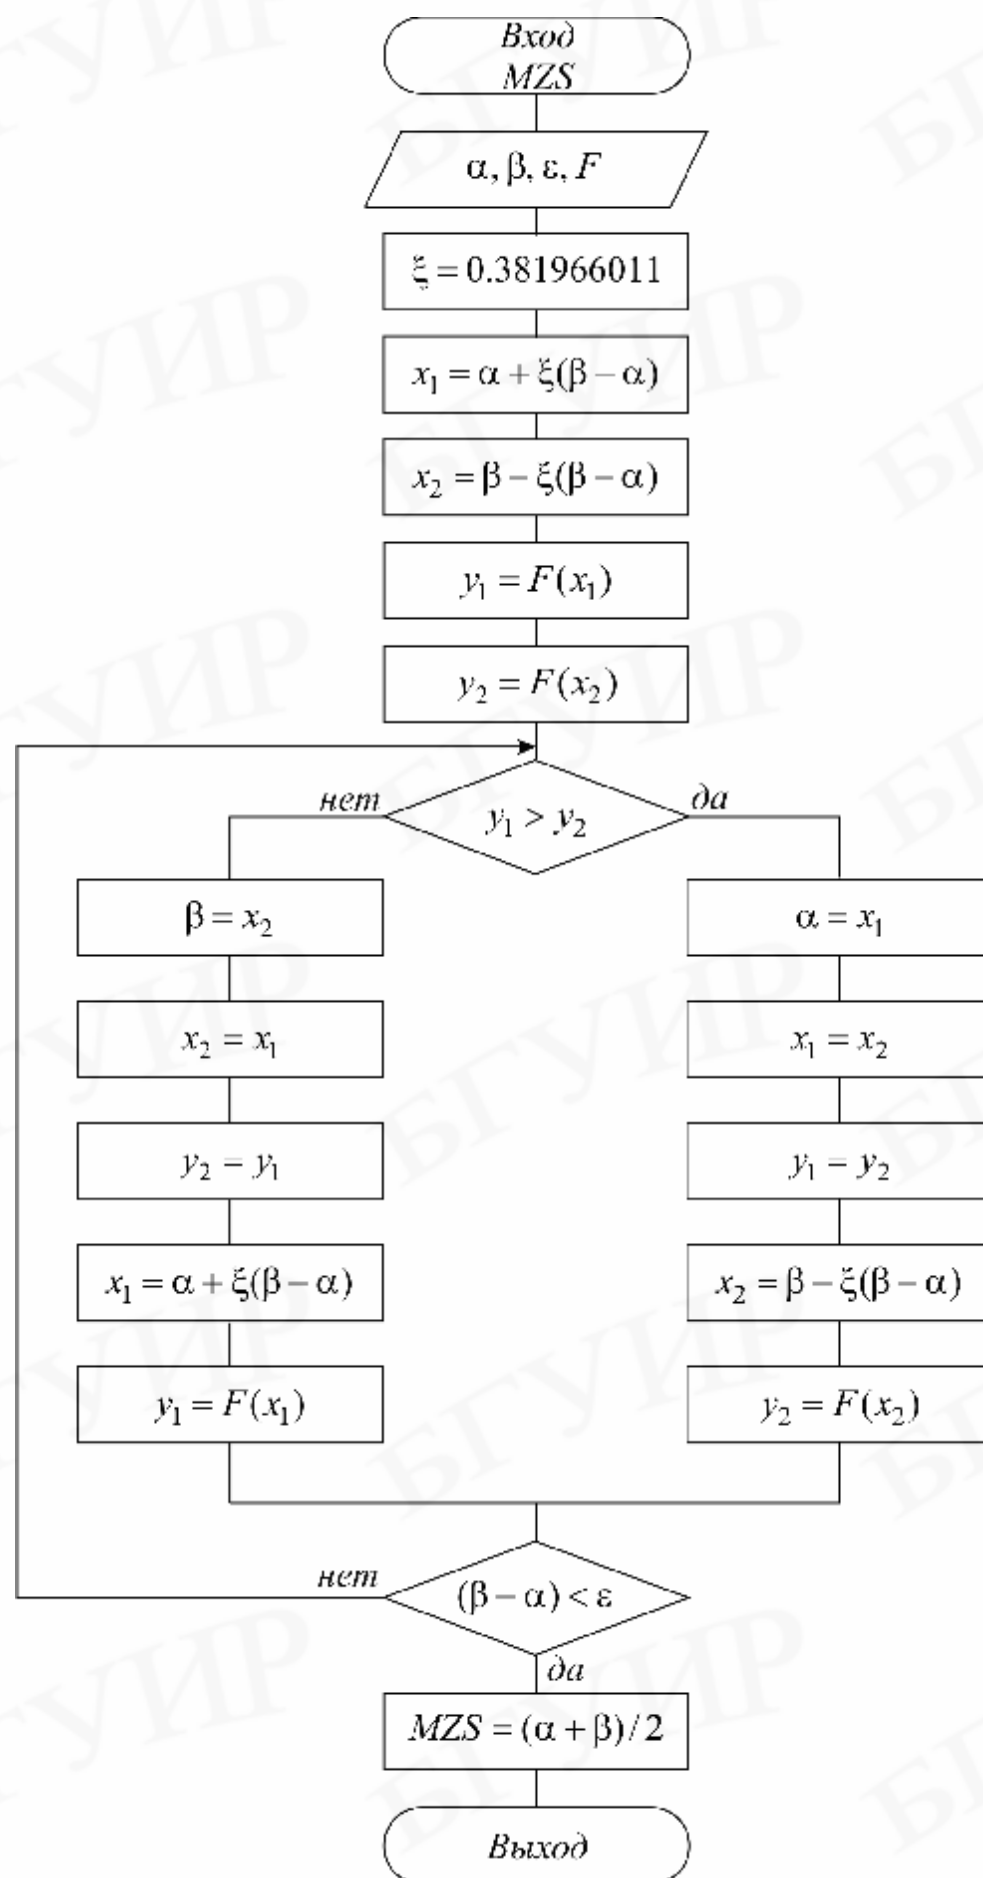 Вход
MZS
α, β, ε, F
ξ = 0.381966011
x₁ = α + ξ(β − α)
x₂ = β − ξ(β − α)
y₁ = F(x₁)
y₂ = F(x₂)
нет
y₁ > y₂
да
β = x₂
x₂ = x₁
y₂ = y₁
x₁ = α + ξ(β − α)
y₁ = F(x₁)
α = x₁
x₁ = x₂
y₁ = y₂
x₂ = β − ξ(β − α)
y₂ = F(x₂)
нет
(β − α) < ε
да
MZS = (α + β) / 2
Выход
БГУИР